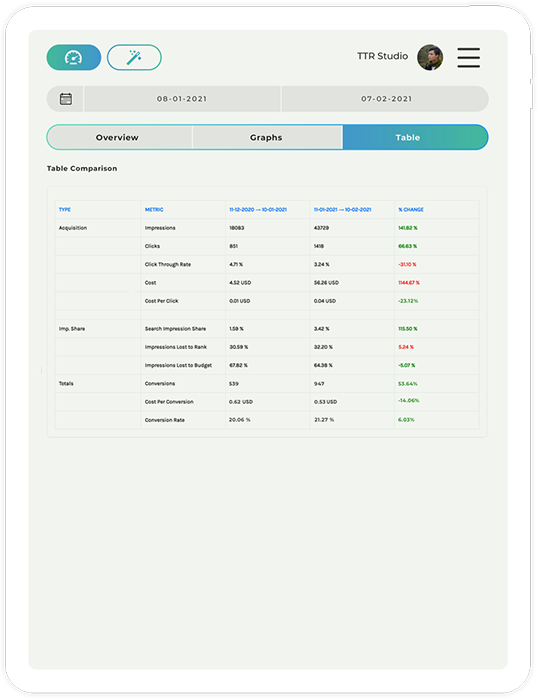 TTR Studio
08-01-2021 07-02-2021
Overview Graphs Table
Table Comparison
TYPE METRIC 11-12-2020 → 10-01-2021 11-01-2021 → 10-02-2021 % CHANGE
Acquisition Impressions 18083 43729 141.82 %
Clicks 851 1418 66.63 %
Click Through Rate 4.71 % 3.24 % -31.10 %
Cost 4.52 USD 56.26 USD 1144.67 %
Cost Per Click 0.01 USD 0.04 USD -23.12%
Imp. Share Search Impression Share 1.59 % 3.42 % 115.50 %
Impressions Lost to Rank 30.59 % 32.20 % 5.24 %
Impressions Lost to Budget 67.82 % 64.38 % -5.07 %
Totals Conversions 539 947 53.64%
Cost Per Conversion 0.62 USD 0.53 USD -14.06%
Conversion Rate 20.06 % 21.27 % 6.03%